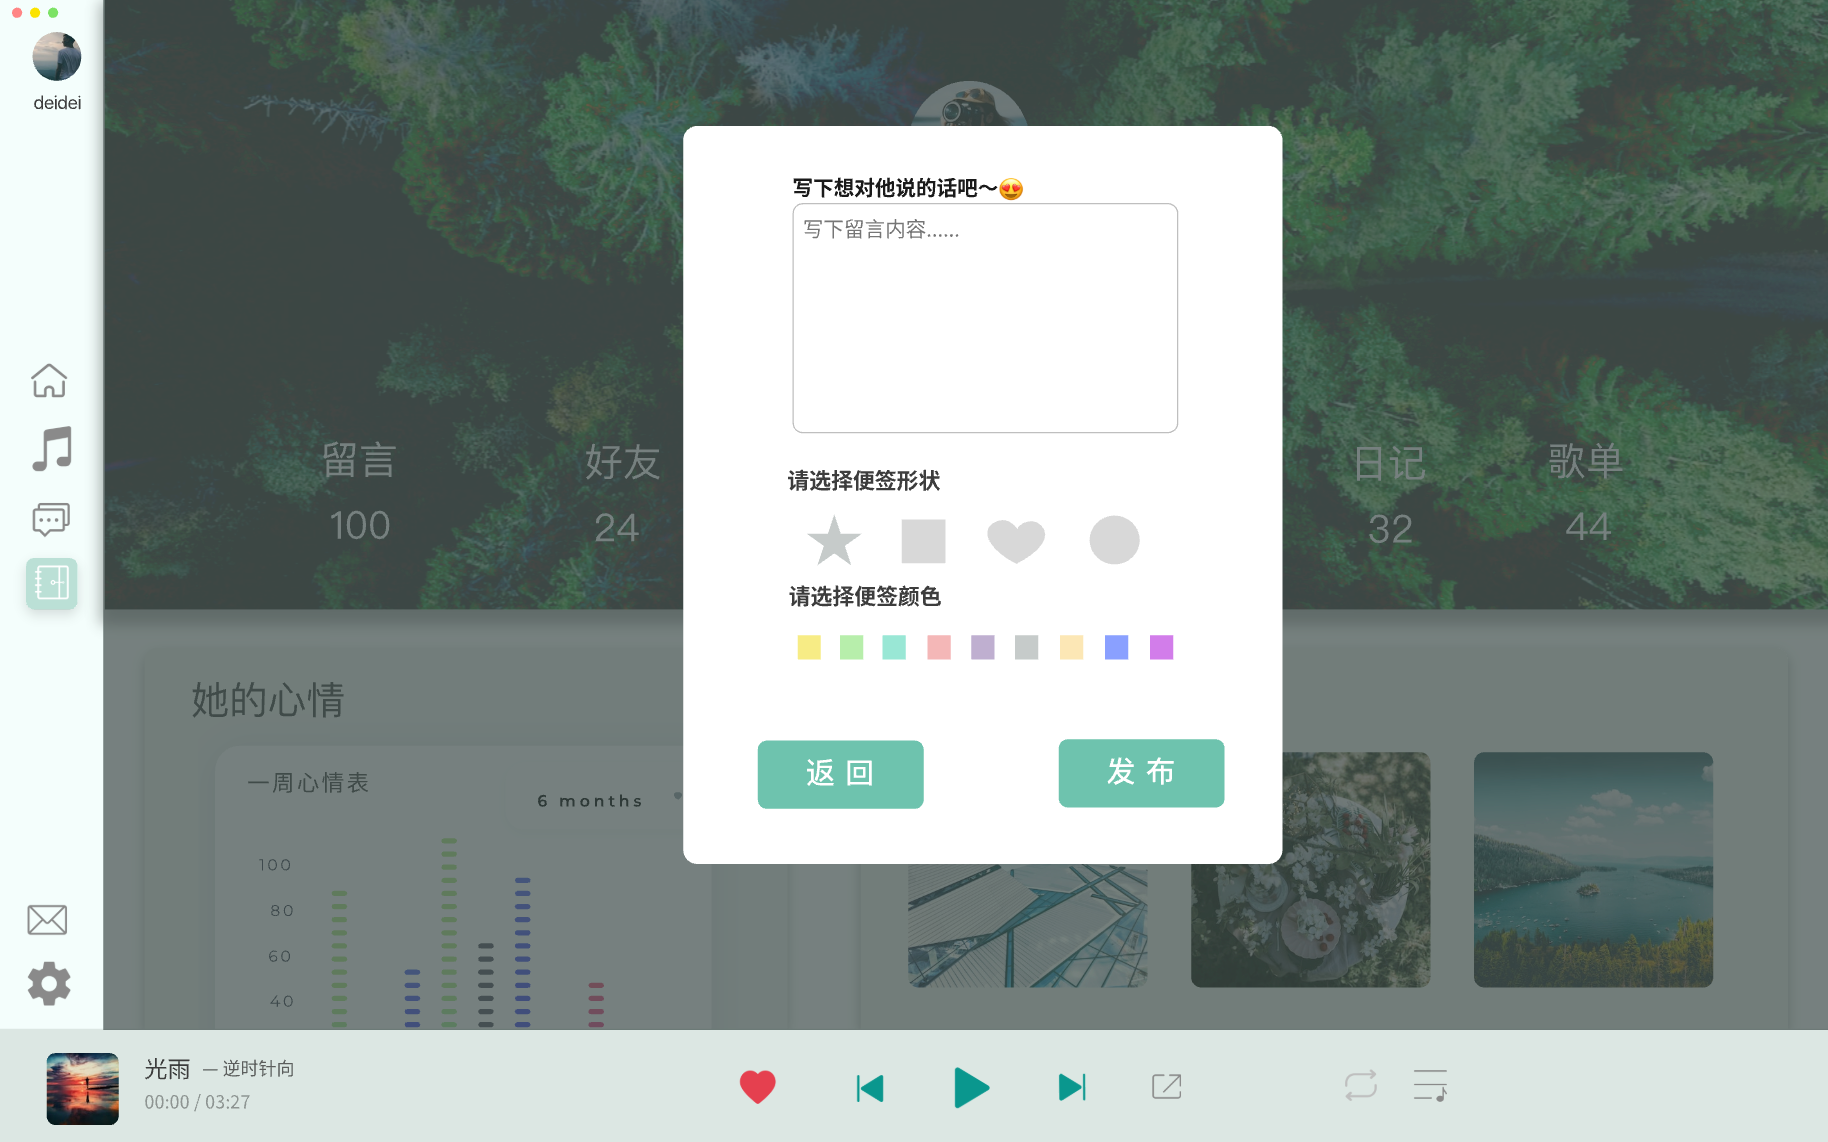 deidei
写下想对他说的话吧～😍
写下留言内容......
留言
100
好友
24
日记
32
歌单
44
请选择便签形状
请选择便签颜色
返回
发布
她的心情
一周心情表
6 months
100
80
60
40
光雨 — 逆时针向
00:00 / 03:27